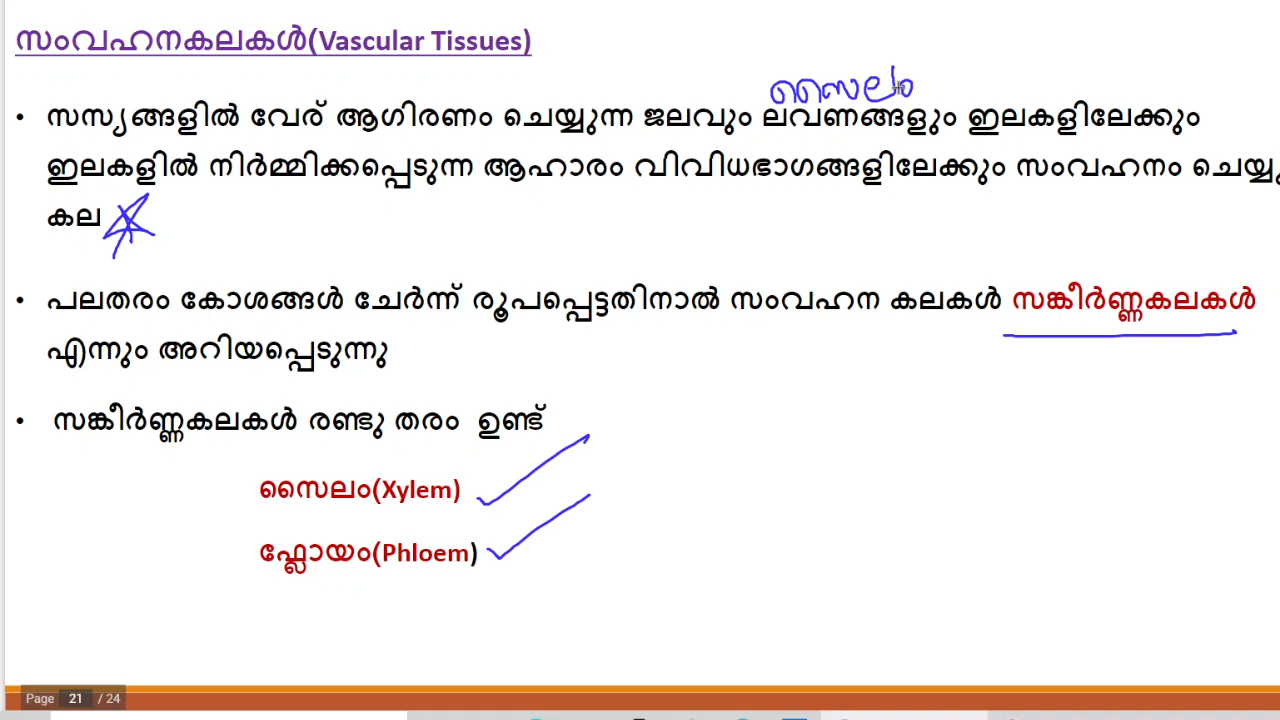 സംവഹനകലകൾ(Vascular Tissues)
സൈലം
• സസ്യങ്ങളിൽ വേര് ആഗിരണം ചെയ്യുന്ന ജലവും ലവണങ്ങളും ഇലകളിലേക്കും
ഇലകളിൽ നിർമ്മിക്കപ്പെടുന്ന ആഹാരം വിവിധഭാഗങ്ങളിലേക്കും സംവഹനം
കല
• പലതരം കോശങ്ങൾ ചേർന്ന് രൂപപ്പെട്ടതിനാൽ സംവഹന കലകൾ സങ്കീർണ്ണകലകൾ
എന്നും അറിയപ്പെടുന്നു
• സങ്കീർണ്ണകലകൾ രണ്ടു തരം ഉണ്ട്
സൈലം(Xylem)
ഫ്ലോയം(Phloem)
Page 21 / 24